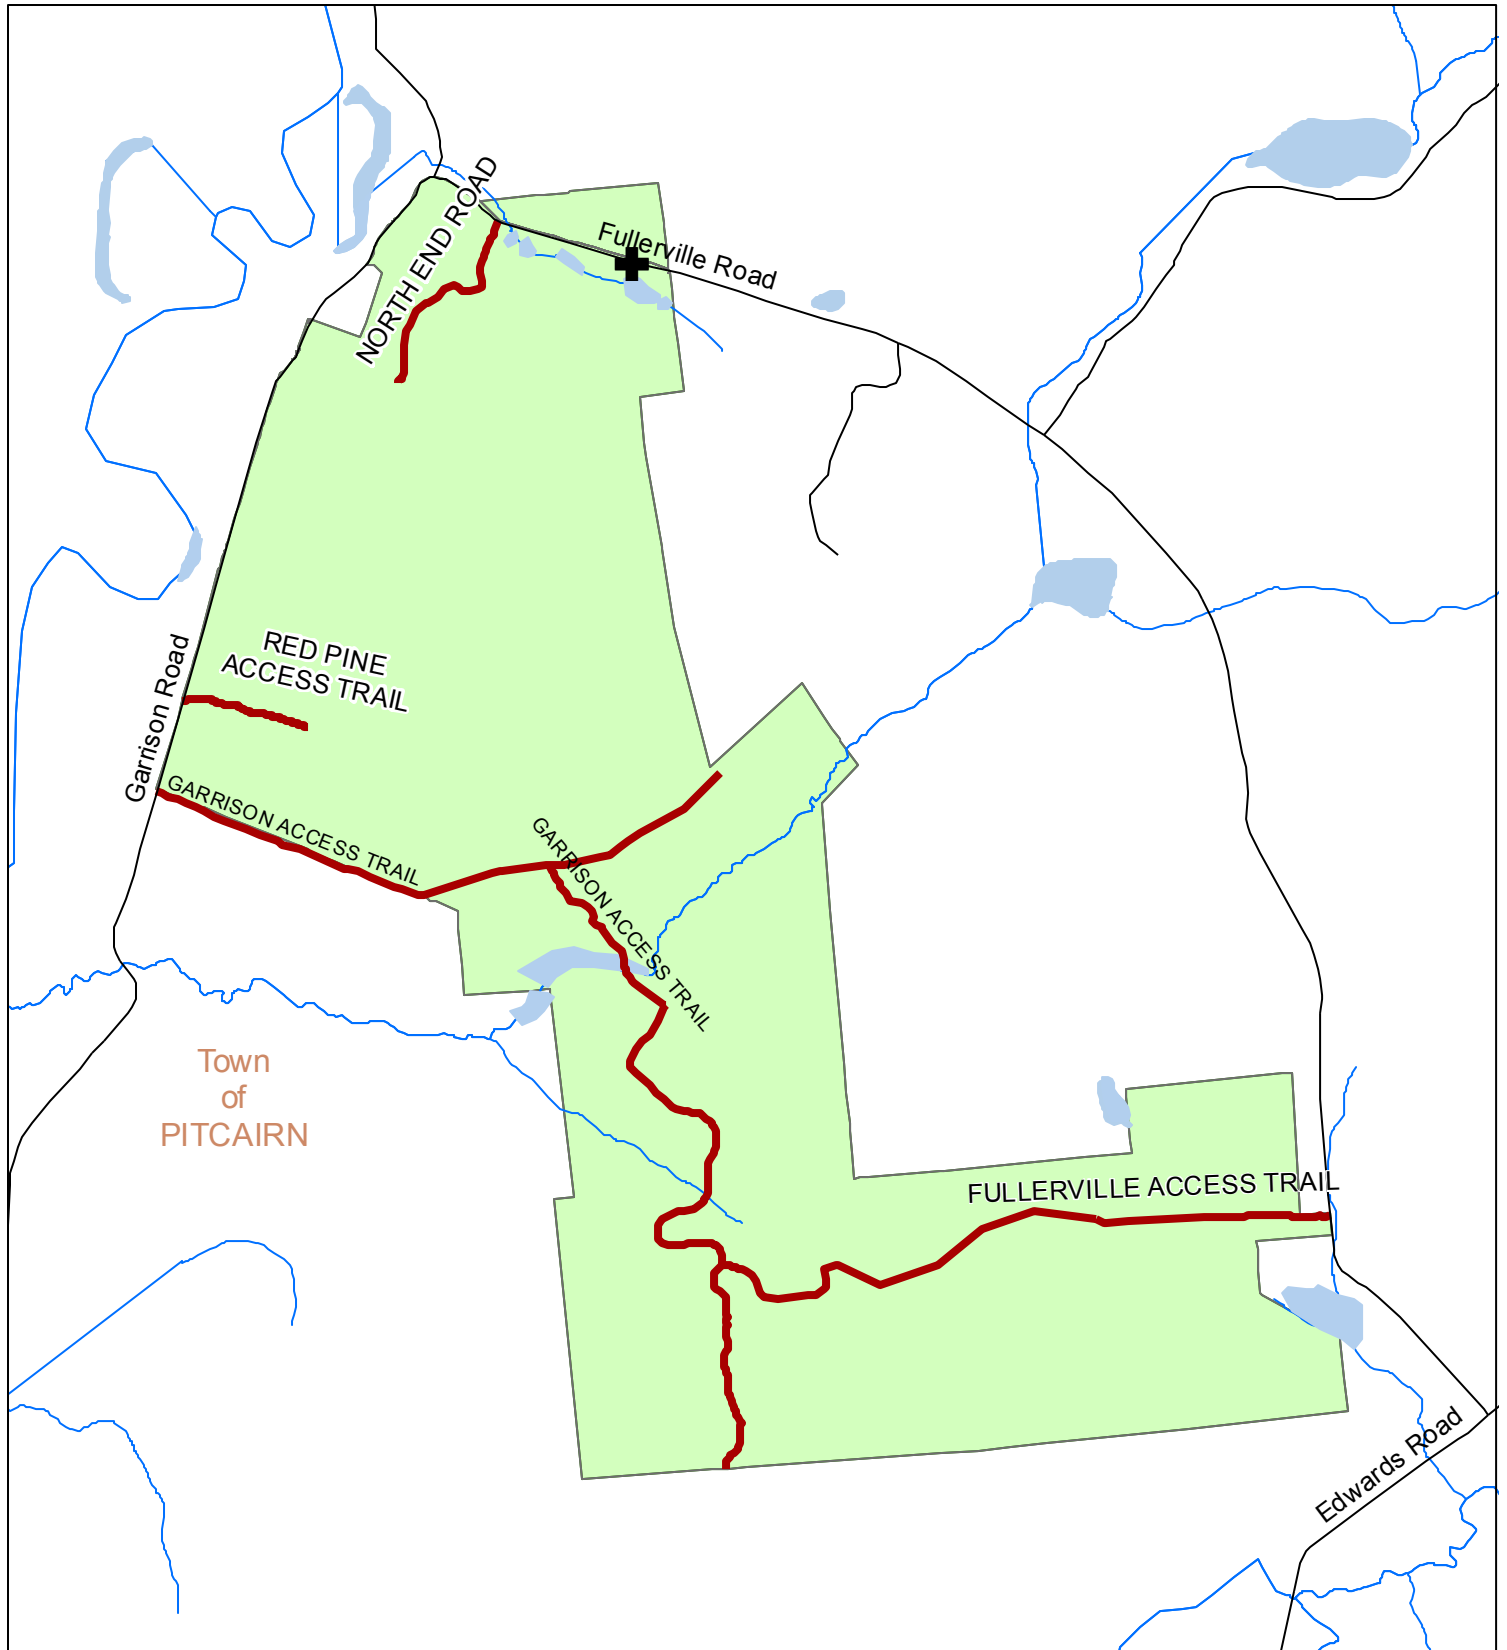 NORTH END ROAD
Fullerville Road
RED PINE
ACCESS TRAIL
Garrison Road
GARRISON ACCESS TRAIL
GARRISON ACCESS TRAIL
Town
of
PITCAIRN
FULLERVILLE ACCESS TRAIL
Edwards Road